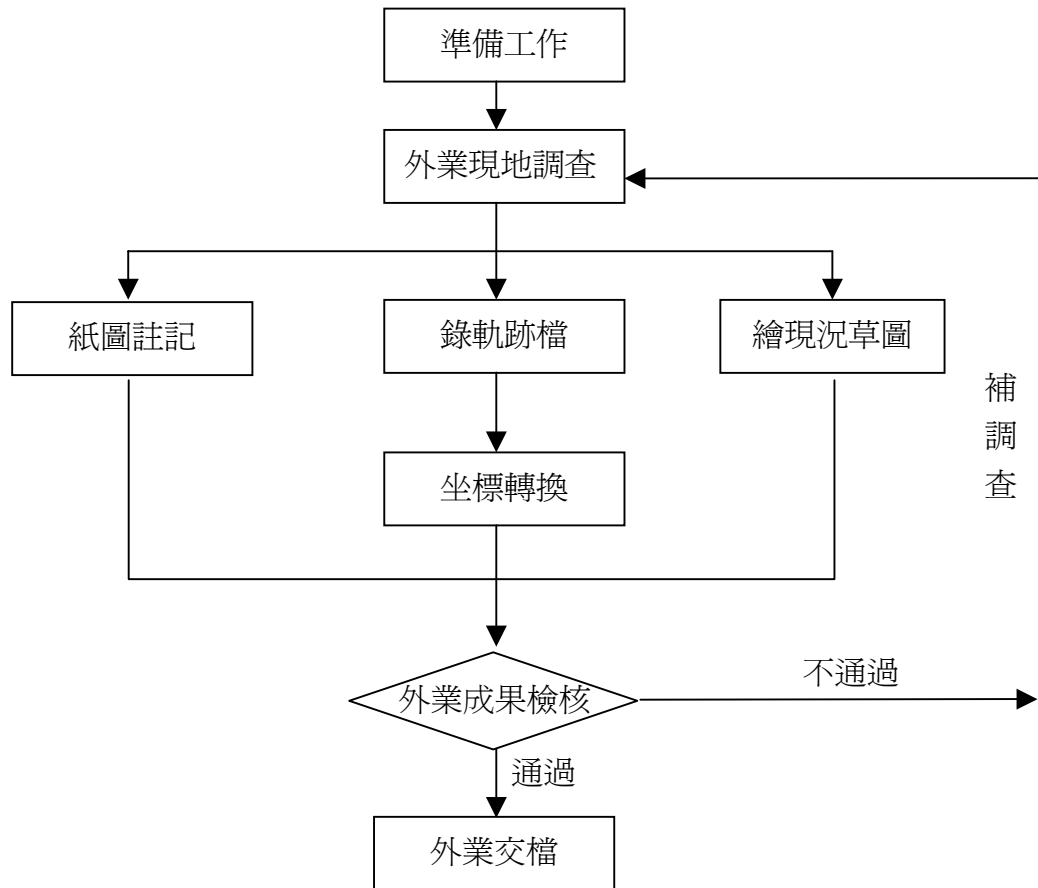 準備工作
外業現地調查
紙圖註記
錄軌跡檔
繪現況草圖
補
調
查
坐標轉換
不通過
外業成果檢核
通過
外業交檔